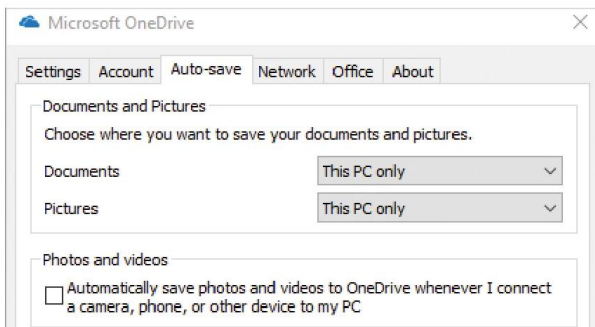 Microsoft OneDrive
Settings Account Auto-save Network Office About
Documents and Pictures
Choose where you want to save your documents and pictures.
Documents This PC only
Pictures This PC only
Photos and videos
Automatically save photos and videos to OneDrive whenever I connect
a camera, phone, or other device to my PC